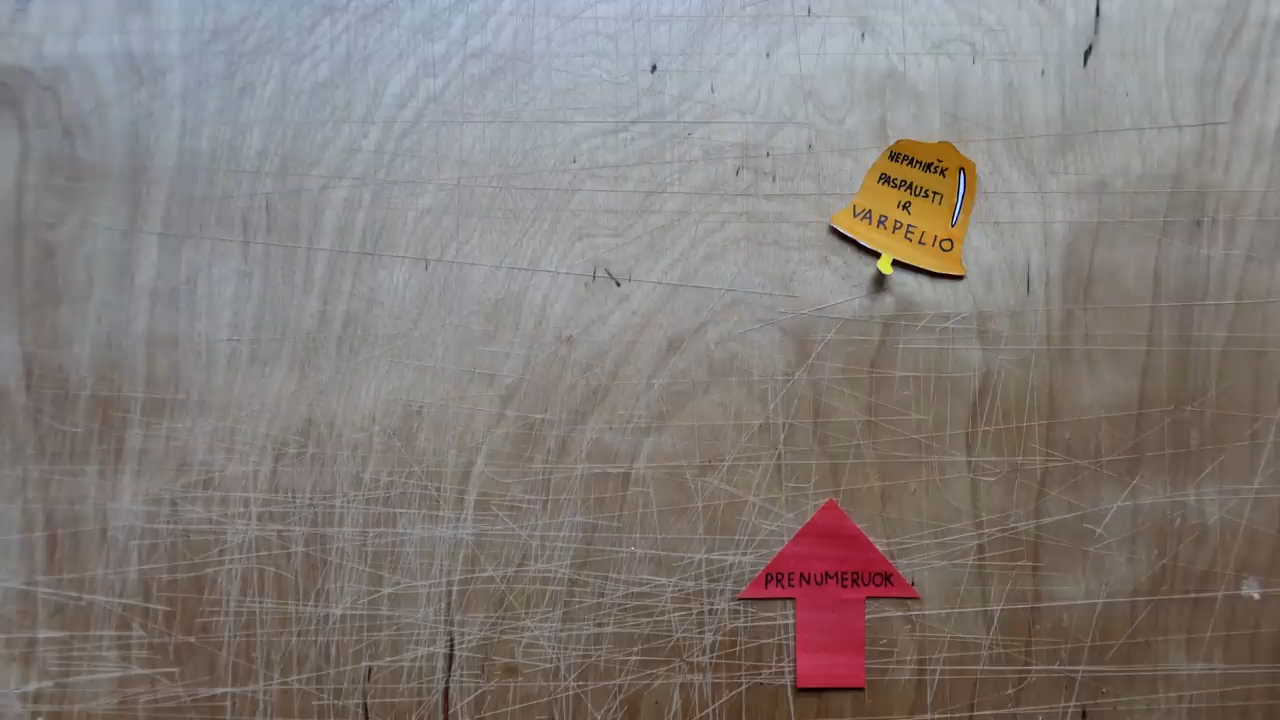 NEPAMIRŠK
PASPAUSTI
IR
VARPELIO
PRENUMERUOK